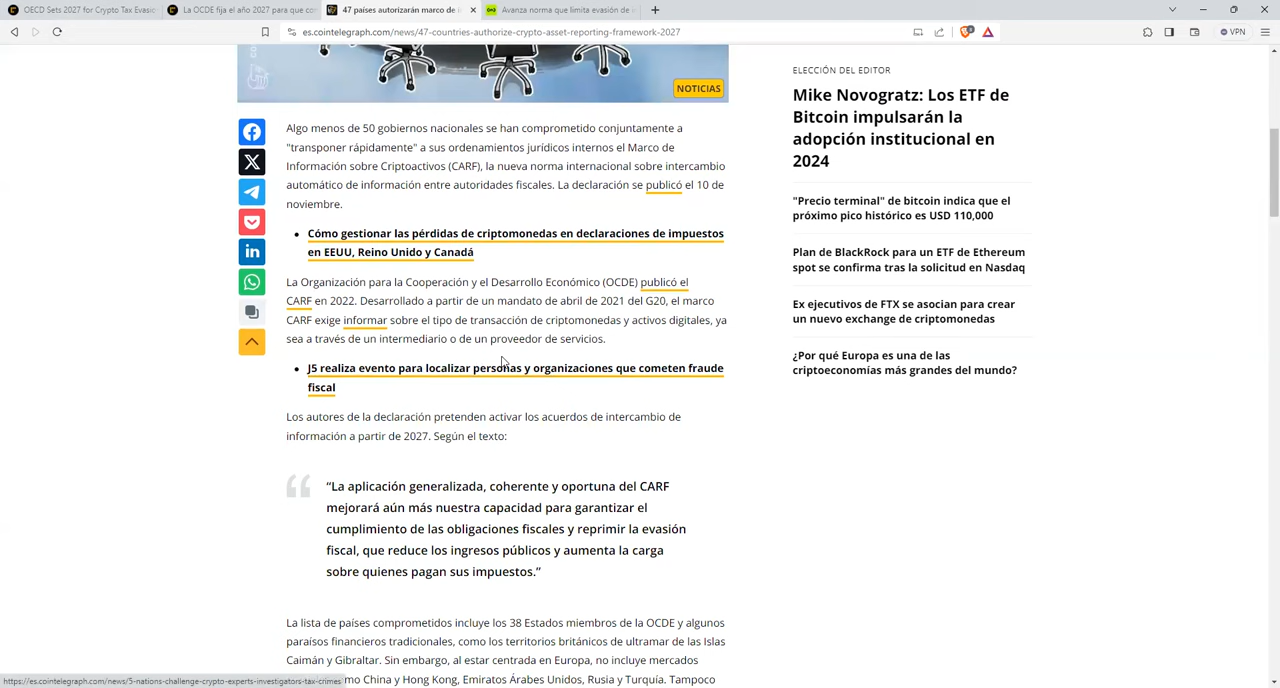 OECD Sets 2027 for Crypto Tax Evasio
La OCDE fija el año 2027 para que co
47 países autorizarán marco de i
Avanza norma que limita evasión de i
es.cointelegraph.com/news/47-countries-authorize-crypto-asset-reporting-framework-2027
VPN
NOTICIAS
Algo menos de 50 gobiernos nacionales se han comprometido conjuntamente a
"transponer rápidamente" a sus ordenamientos jurídicos internos el Marco de
Información sobre Criptoactivos (CARF), la nueva norma internacional sobre intercambio
automático de información entre autoridades fiscales. La declaración se publicó el 10 de
noviembre.
Cómo gestionar las pérdidas de criptomonedas en declaraciones de impuestos
en EEUU, Reino Unido y Canadá
La Organización para la Cooperación y el Desarrollo Económico (OCDE) publicó el
CARF en 2022. Desarrollado a partir de un mandato de abril de 2021 del G20, el marco
CARF exige informar sobre el tipo de transacción de criptomonedas y activos digitales, ya
sea a través de un intermediario o de un proveedor de servicios.
J5 realiza evento para localizar personas y organizaciones que cometen fraude
fiscal
Los autores de la declaración pretenden activar los acuerdos de intercambio de
información a partir de 2027. Según el texto:
“La aplicación generalizada, coherente y oportuna del CARF
mejorará aún más nuestra capacidad para garantizar el
cumplimiento de las obligaciones fiscales y reprimir la evasión
fiscal, que reduce los ingresos públicos y aumenta la carga
sobre quienes pagan sus impuestos.”
La lista de países comprometidos incluye los 38 Estados miembros de la OCDE y algunos
paraísos financieros tradicionales, como los territorios británicos de ultramar de las Islas
Caimán y Gibraltar. Sin embargo, al estar centrada en Europa, no incluye mercados
mo China y Hong Kong, Emiratos Árabes Unidos, Rusia y Turquía. Tampoco
https://es.cointelegraph.com/news/5-nations-challenge-crypto-experts-investigators-tax-crimes
ELECCIÓN DEL EDITOR
Mike Novogratz: Los ETF de
Bitcoin impulsarán la
adopción institucional en
2024
"Precio terminal" de bitcoin indica que el
próximo pico histórico es USD 110,000
Plan de BlackRock para un ETF de Ethereum
spot se confirma tras la solicitud en Nasdaq
Ex ejecutivos de FTX se asocian para crear
un nuevo exchange de criptomonedas
¿Por qué Europa es una de las
criptoeconomías más grandes del mundo?